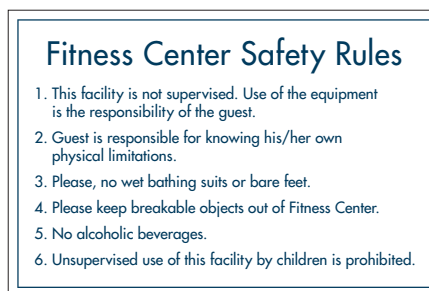 Fitness Center Safety Rules
1. This facility is not supervised. Use of the equipment
is the responsibility of the guest.
2. Guest is responsible for knowing his/her own
physical limitations.
3. Please, no wet bathing suits or bare feet.
4. Please keep breakable objects out of Fitness Center.
5. No alcoholic beverages.
6. Unsupervised use of this facility by children is prohibited.